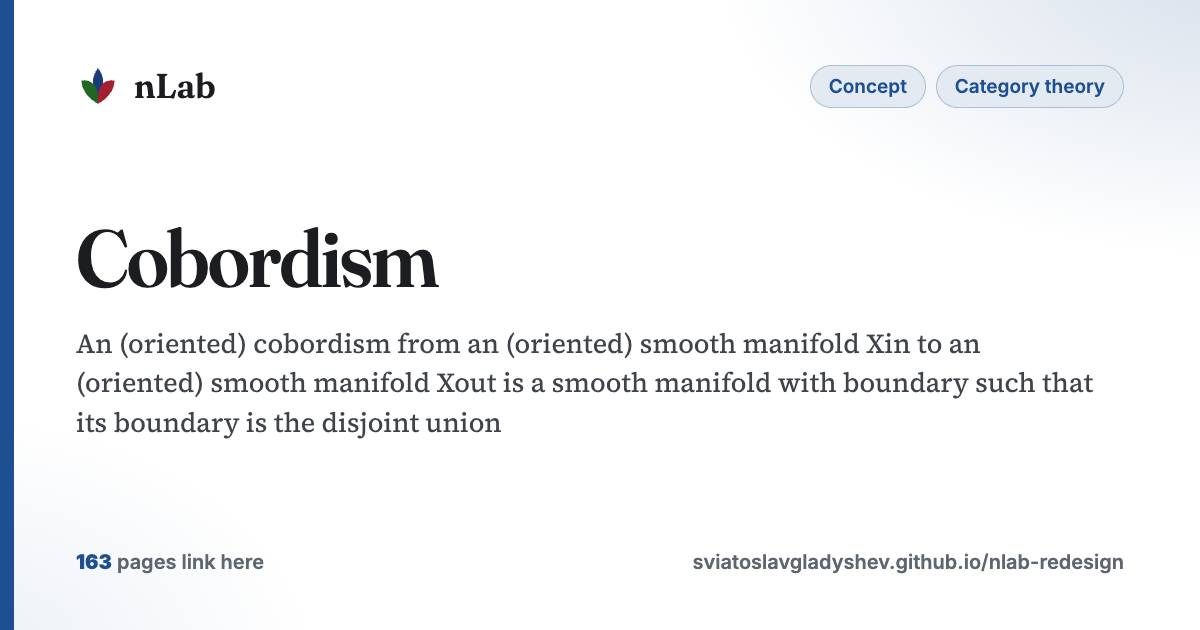 nLab
Concept
Category theory
Cobordism
An (oriented) cobordism from an (oriented) smooth manifold Xin to an
(oriented) smooth manifold Xout is a smooth manifold with boundary such that
its boundary is the disjoint union
163 pages link here
sviatoslavgladyshev.github.io/nlab-redesign